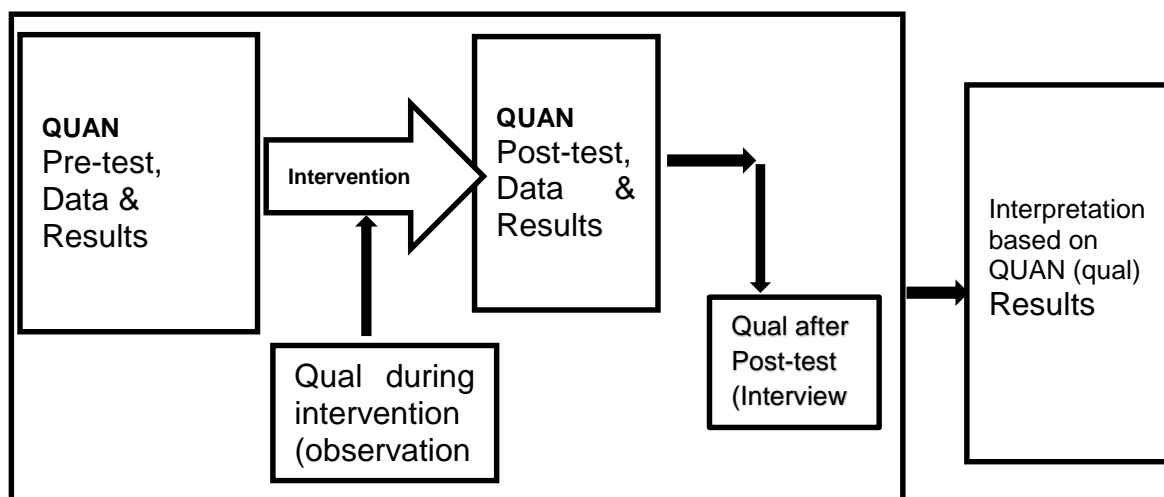 QUAN
Pre-test,
Data &
Results
Intervention
QUAN
Post-test,
Data &
Results
Qual during
intervention
(observation
Qual after
Post-test
(Interview
Interpretation
based on
QUAN (qual)
Results